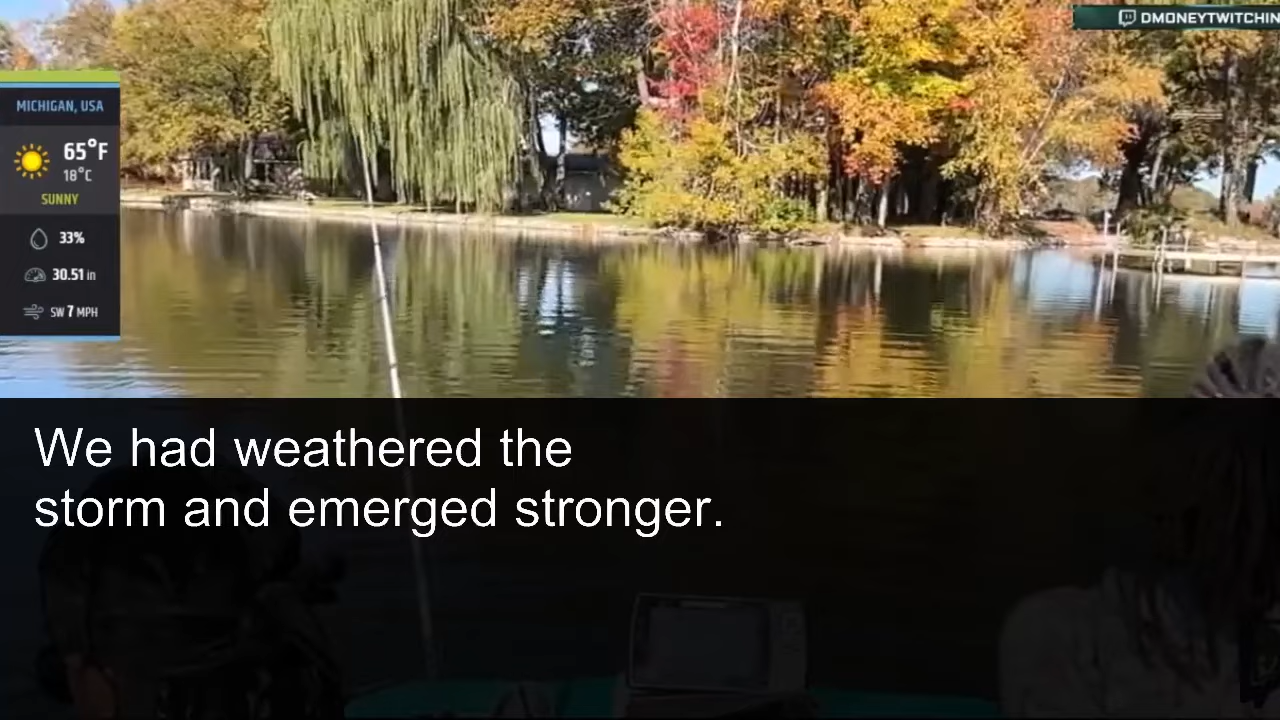 DMONEYTWITCHIN
MICHIGAN, USA
65°F
18°C
SUNNY
33%
30.51 in
SW 7 MPH
We had weathered the
storm and emerged stronger.